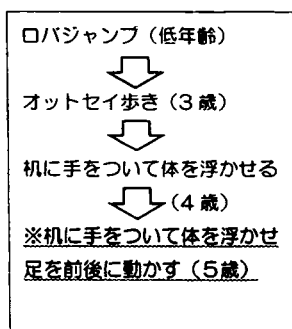 ロバジャンプ（低年齢）
オットセイ歩き（3歳）
机に手をついて体を浮かせる
（4歳）
※机に手をついて体を浮かせ
足を前後に動かす（5歳）